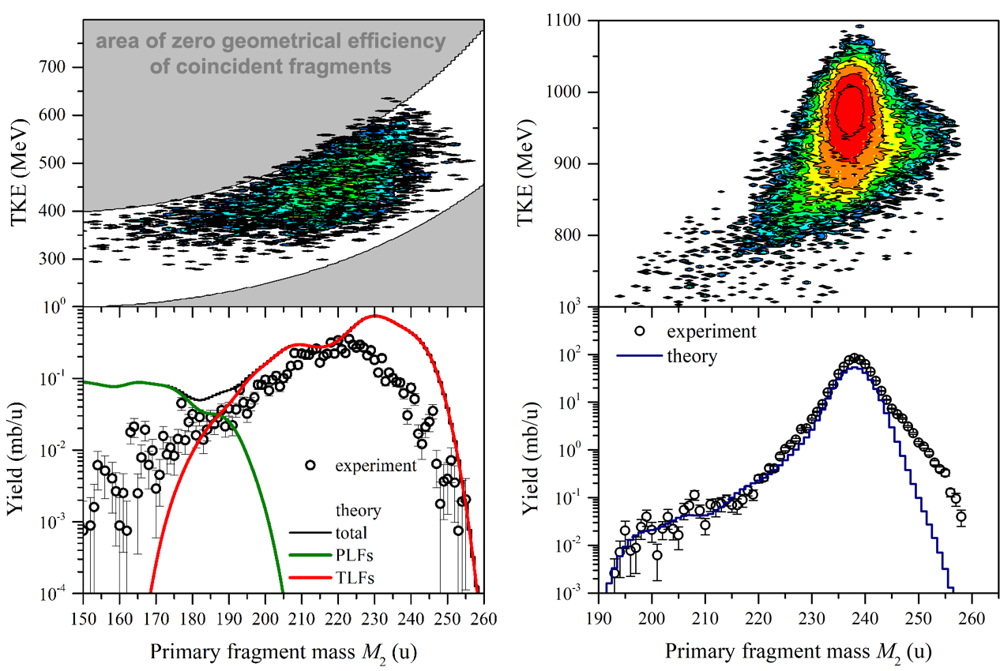 area of zero geometrical efficiency
of coincident fragments
TKE (MeV)
700
600
500
400
300
10⁰
10⁻¹
10⁻²
10⁻³
10⁻⁴
Yield (mb/u)
experiment
theory
total
PLFs
TLFs
150 160 170 180 190 200 210 220 230 240 250 260
Primary fragment mass M₂ (u)
TKE (MeV)
1100
1000
900
800
10³
10²
10¹
10⁰
10⁻¹
10⁻²
10⁻³
Yield (mb/u)
experiment
theory
190 200 210 220 230 240 250 260
Primary fragment mass M₂ (u)